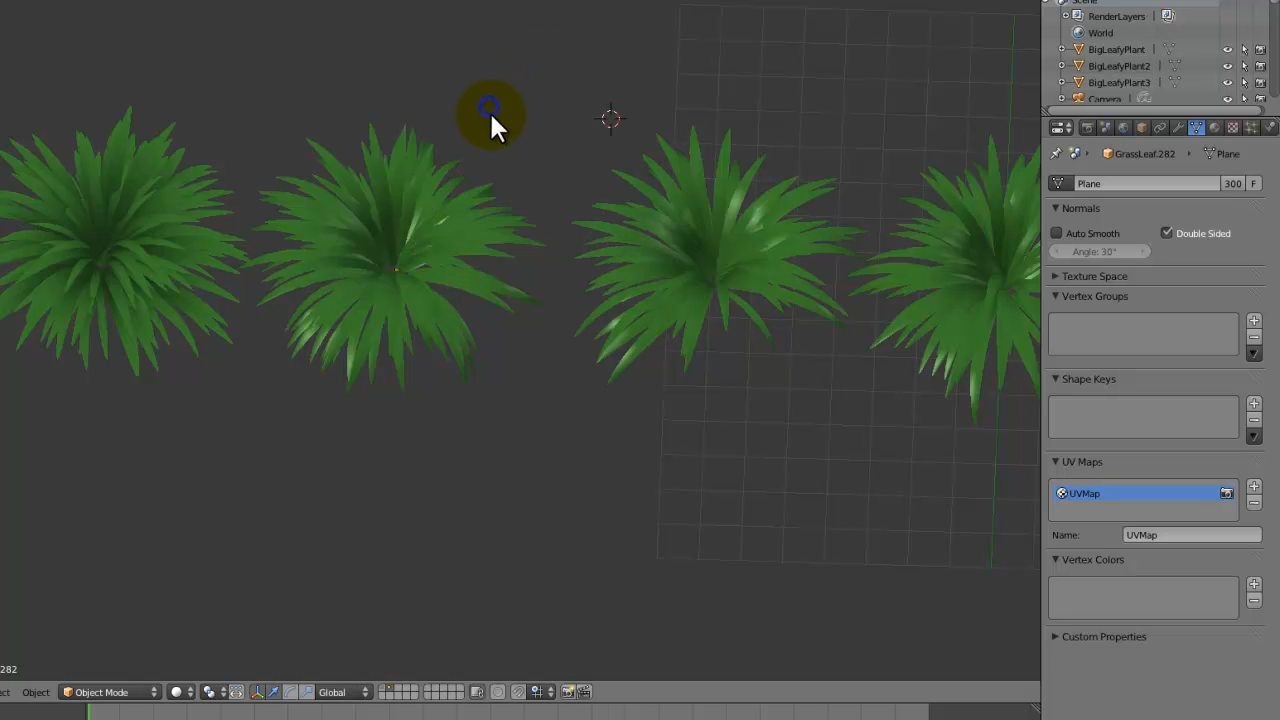 Scene
RenderLayers
World
BigLeafyPlant
BigLeafyPlant2
BigLeafyPlant3
Camera
GrassLeaf.282
Plane
Plane
300
F
Normals
Auto Smooth
Double Sided
Angle: 30°
Texture Space
Vertex Groups
Shape Keys
UV Maps
UVMap
Name:
UVMap
Vertex Colors
Custom Properties
282
ect
Object
Object Mode
Global